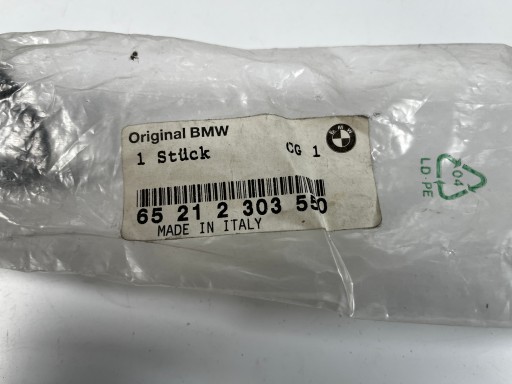 Original BMW
1 Stück CG 1
65 21 2 303 550
MADE IN ITALY
04
LD-PE